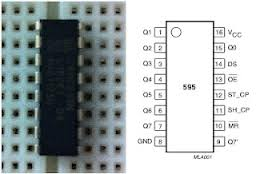 Q1 1 16 VCC
Q2 2 15 Q0
Q3 3 14 DS
Q4 4 13 OE
Q5 5 595 12 ST_CP
Q6 6 11 SH_CP
Q7 7 10 MR
GND 8 9 Q7'
MLA001